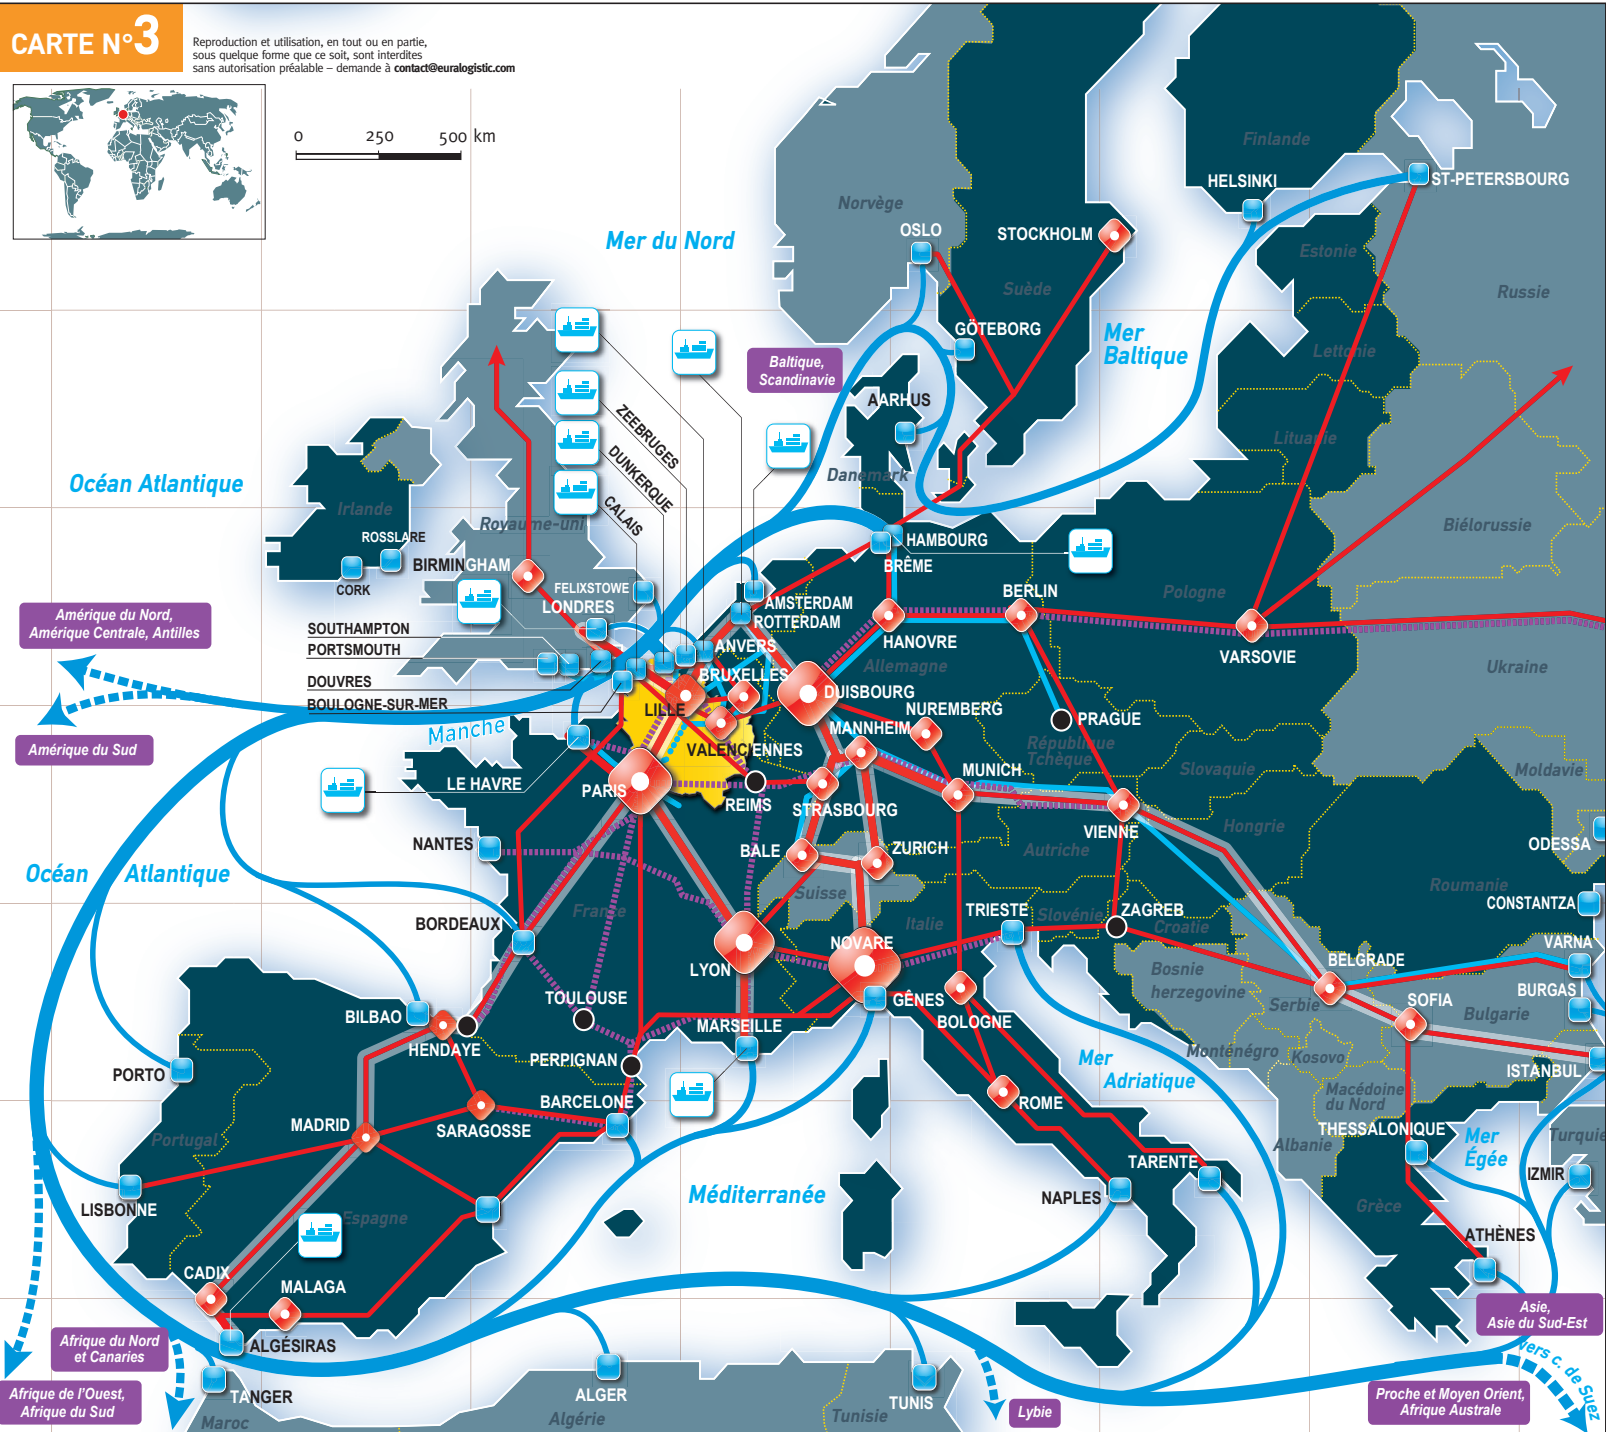 CARTE N°3
Reproduction et utilisation, en tout ou en partie,
sous quelque forme que ce soit, sont interdites
sans autorisation préalable – demande à contact@euralogistic.com
0 250 500 km
Finlande
HELSINKI
ST-PETERSBOURG
Norvège
OSLO
STOCKHOLM
Mer du Nord
Estonie
Suède
Russie
GÖTEBORG
Mer
Baltique
Lettonie
Baltique,
Scandinavie
AARHUS
ZEEBRUGES
DUNKERQUE
CALAIS
Lituanie
Danemark
Océan Atlantique
Irlande
Royaume-uni
Biélorussie
ROSSLARE
HAMBOURG
BRÊME
BIRMINGHAM
CORK
FELIXSTOWE
LONDRES
AMSTERDAM
ROTTERDAM
BERLIN
Pologne
Amérique du Nord,
Amérique Centrale, Antilles
SOUTHAMPTON
PORTSMOUTH
HANOVRE
ANVERS
VARSOVIE
Allemagne
Ukraine
BRUXELLES
DOUVRES
DUISBOURG
BOULOGNE-SUR-MER
LILLE
NUREMBERG
PRAGUE
MANNHEIM
Manche
Amérique du Sud
VALENCIENNES
République
Tchèque
MUNICH
Slovaquie
Moldavie
LE HAVRE
PARIS
REIMS
STRASBOURG
VIENNE
Hongrie
NANTES
BALE
ZURICH
Autriche
ODESSA
Océan Atlantique
Suisse
Roumanie
CONSTANTZA
France
BORDEAUX
Italie
TRIESTE
Slovénie
ZAGREB
Croatie
NOVARE
VARNA
LYON
BELGRADE
Bosnie
herzegovine
BURGAS
TOULOUSE
GÊNES
Serbie
SOFIA
Bulgarie
BILBAO
MARSEILLE
BOLOGNE
HENDAYE
PERPIGNAN
Mer
Adriatique
Monténégro
Kosovo
ISTANBUL
PORTO
BARCELONE
ROME
Macédoine
du Nord
MADRID
SARAGOSSE
THESSALONIQUE
Mer
Égée
Turquie
Portugal
Albanie
TARENTE
IZMIR
Méditerranée
NAPLES
LISBONNE
Espagne
Grèce
ATHÈNES
CADIX
MALAGA
Asie,
Asie du Sud-Est
ALGÉSIRAS
Afrique du Nord
et Canaries
vers c. de Suez
TANGER
ALGER
TUNIS
Afrique de l'Ouest,
Afrique du Sud
Proche et Moyen Orient,
Afrique Australe
Lybie
Maroc
Algérie
Tunisie